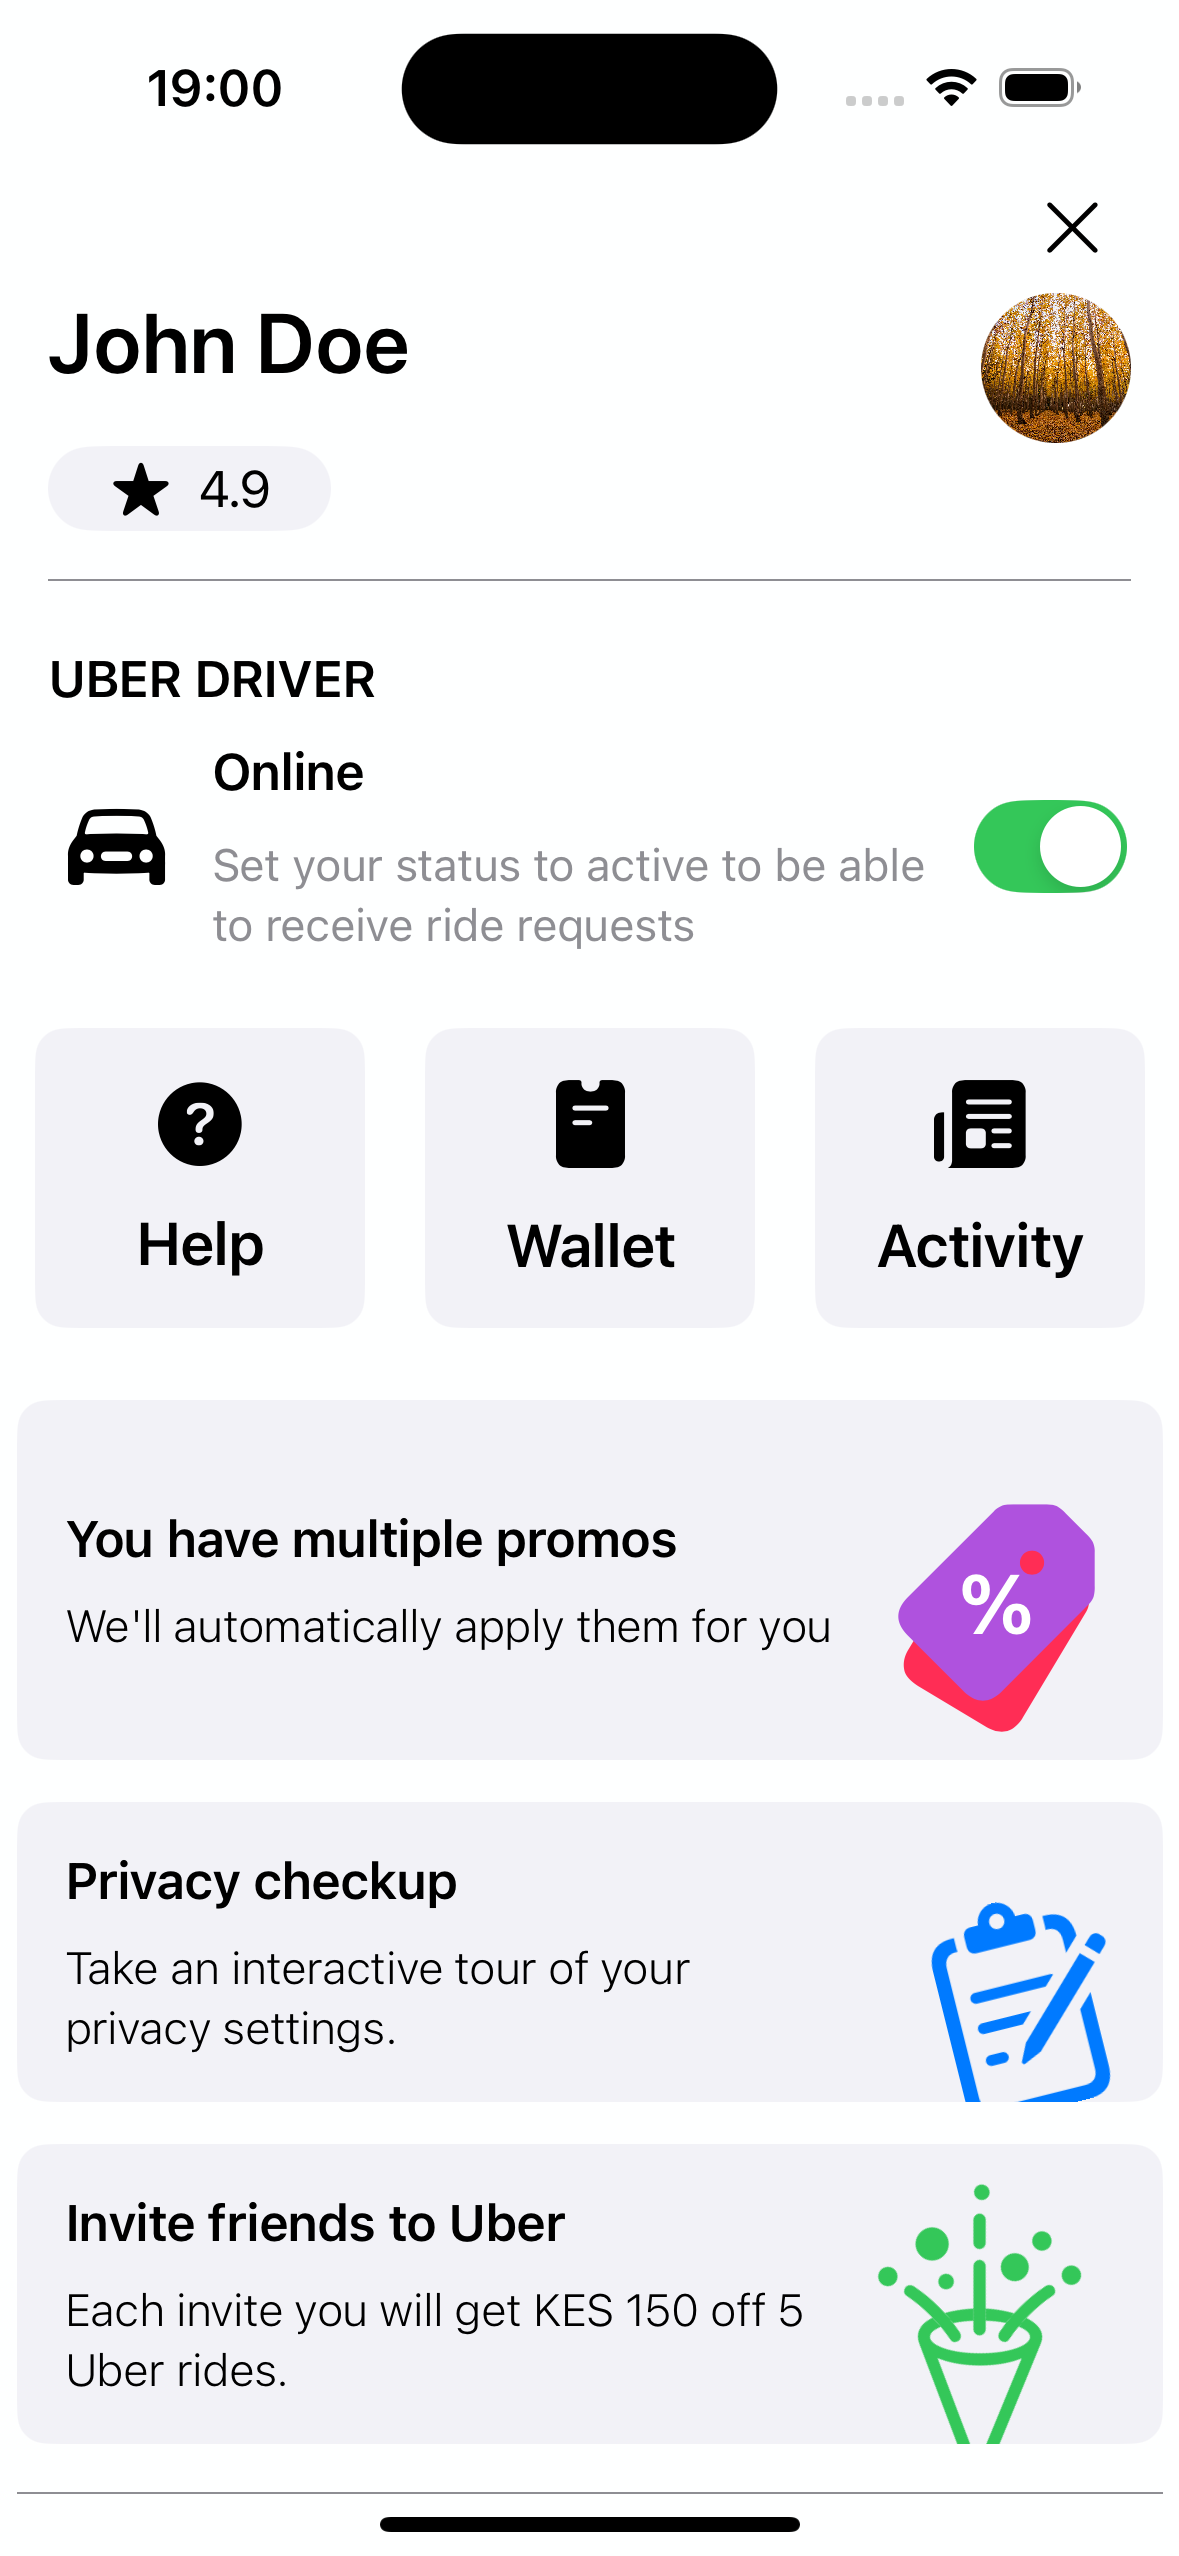 19:00
John Doe
4.9
UBER DRIVER
Online
Set your status to active to be able
to receive ride requests
?
Help
Wallet
Activity
You have multiple promos
We'll automatically apply them for you
%
Privacy checkup
Take an interactive tour of your
privacy settings.
Invite friends to Uber
Each invite you will get KES 150 off 5
Uber rides.